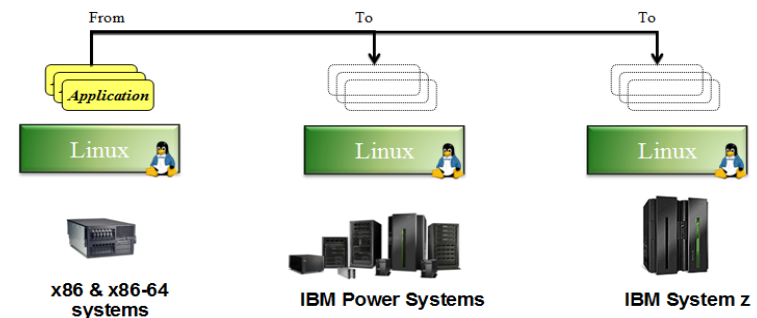 From
To
To
Application
Linux
Linux
Linux
x86 & x86-64
systems
IBM Power Systems
IBM System z